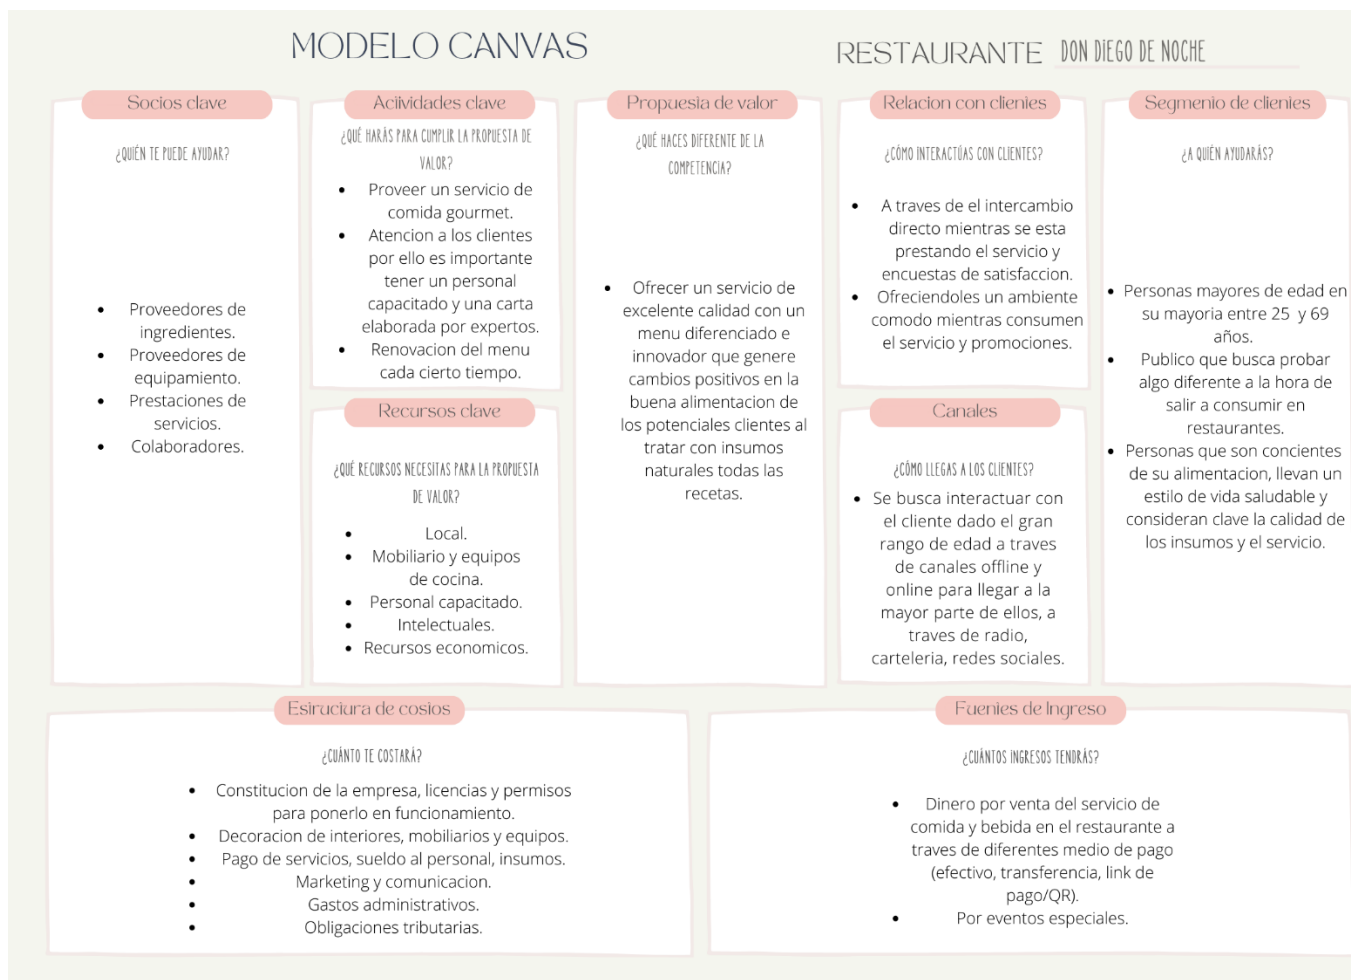 MODELO CANVAS
RESTAURANTE DON DIEGO DE NOCHE
Socios clave
¿QUIÉN TE PUEDE AYUDAR?
• Proveedores de
ingredientes.
• Proveedores de
equipamiento.
• Prestaciones de
servicios.
• Colaboradores.
Actividades clave
¿QUÉ HARÁS PARA CUMPLIR LA PROPUESTA DE
VALOR?
• Proveer un servicio de
comida gourmet.
• Atencion a los clientes
por ello es importante
tener un personal
capacitado y una carta
elaborada por expertos.
• Renovacion del menu
cada cierto tiempo.
Recursos clave
¿QUÉ RECURSOS NECESITAS PARA LA PROPUESTA
DE VALOR?
• Local.
• Mobiliario y equipos
de cocina.
• Personal capacitado.
• Intelectuales.
• Recursos economicos.
Propuesta de valor
¿QUÉ HACES DIFERENTE DE LA
COMPETENCIA?
• Ofrecer un servicio de
excelente calidad con un
menu diferenciado e
innovador que genere
cambios positivos en la
buena alimentacion de
los potenciales clientes al
tratar con insumos
naturales todas las
recetas.
Relacion con clientes
¿CÓMO INTERACTÚAS CON CLIENTES?
• A traves de el intercambio
directo mientras se esta
prestando el servicio y
encuestas de satisfaccion.
• Ofreciendoles un ambiente
comodo mientras consumen
el servicio y promociones.
Canales
¿CÓMO LLEGAS A LOS CLIENTES?
• Se busca interactuar con
el cliente dado el gran
rango de edad a traves
de canales offline y
online para llegar a la
mayor parte de ellos, a
traves de radio,
carteleria, redes sociales.
Segmento de clientes
¿A QUIÉN AYUDARÁS?
• Personas mayores de edad en
su mayoria entre 25 y 69
años.
• Publico que busca probar
algo diferente a la hora de
salir a consumir en
restaurantes.
• Personas que son concientes
de su alimentacion, llevan un
estilo de vida saludable y
consideran clave la calidad de
los insumos y el servicio.
Estructura de costos
¿CUÁNTO TE COSTARÁ?
• Constitucion de la empresa, licencias y permisos
para ponerlo en funcionamiento.
• Decoracion de interiores, mobiliarios y equipos.
• Pago de servicios, sueldo al personal, insumos.
• Marketing y comunicacion.
• Gastos administrativos.
• Obligaciones tributarias.
Fuentes de Ingreso
¿CUÁNTOS INGRESOS TENDRÁS?
• Dinero por venta del servicio de
comida y bebida en el restaurante a
traves de diferentes medio de pago
(efectivo, transferencia, link de
pago/QR).
• Por eventos especiales.